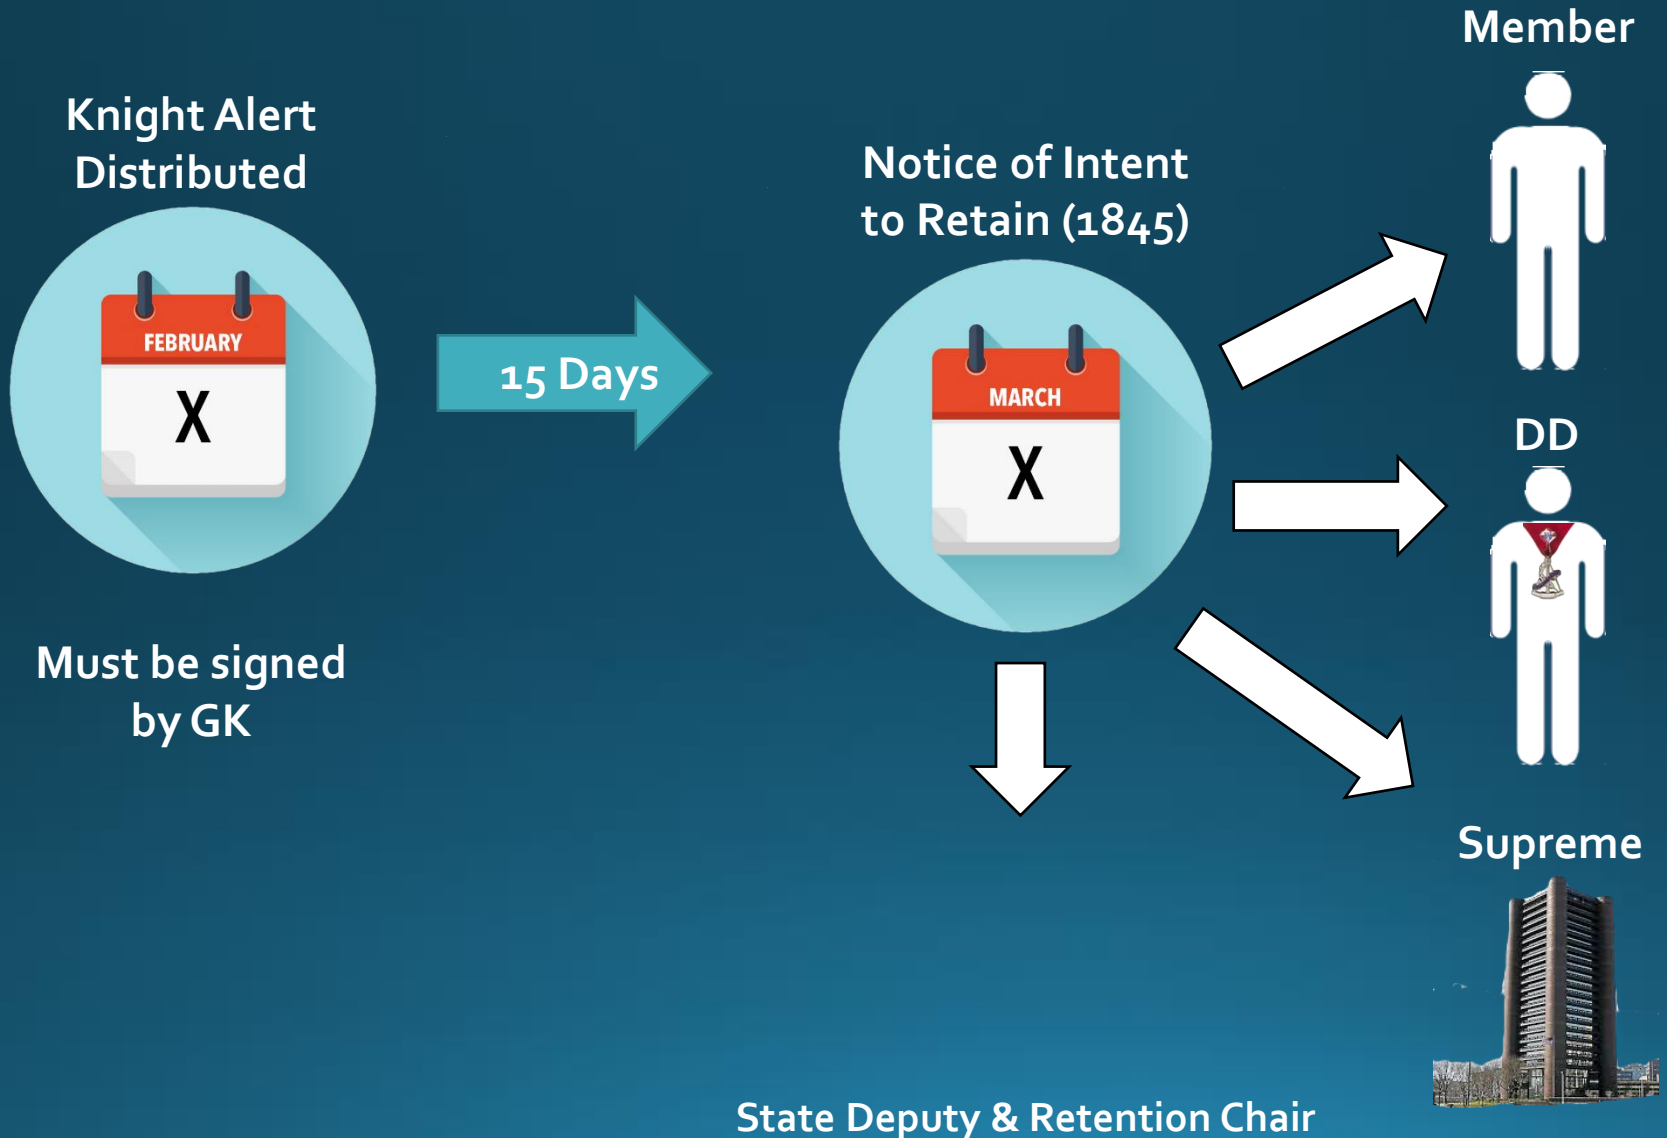 Knight Alert
Distributed
FEBRUARY
X
Must be signed
by GK
15 Days
Notice of Intent
to Retain (1845)
MARCH
X
Member
DD
Supreme
State Deputy & Retention Chair